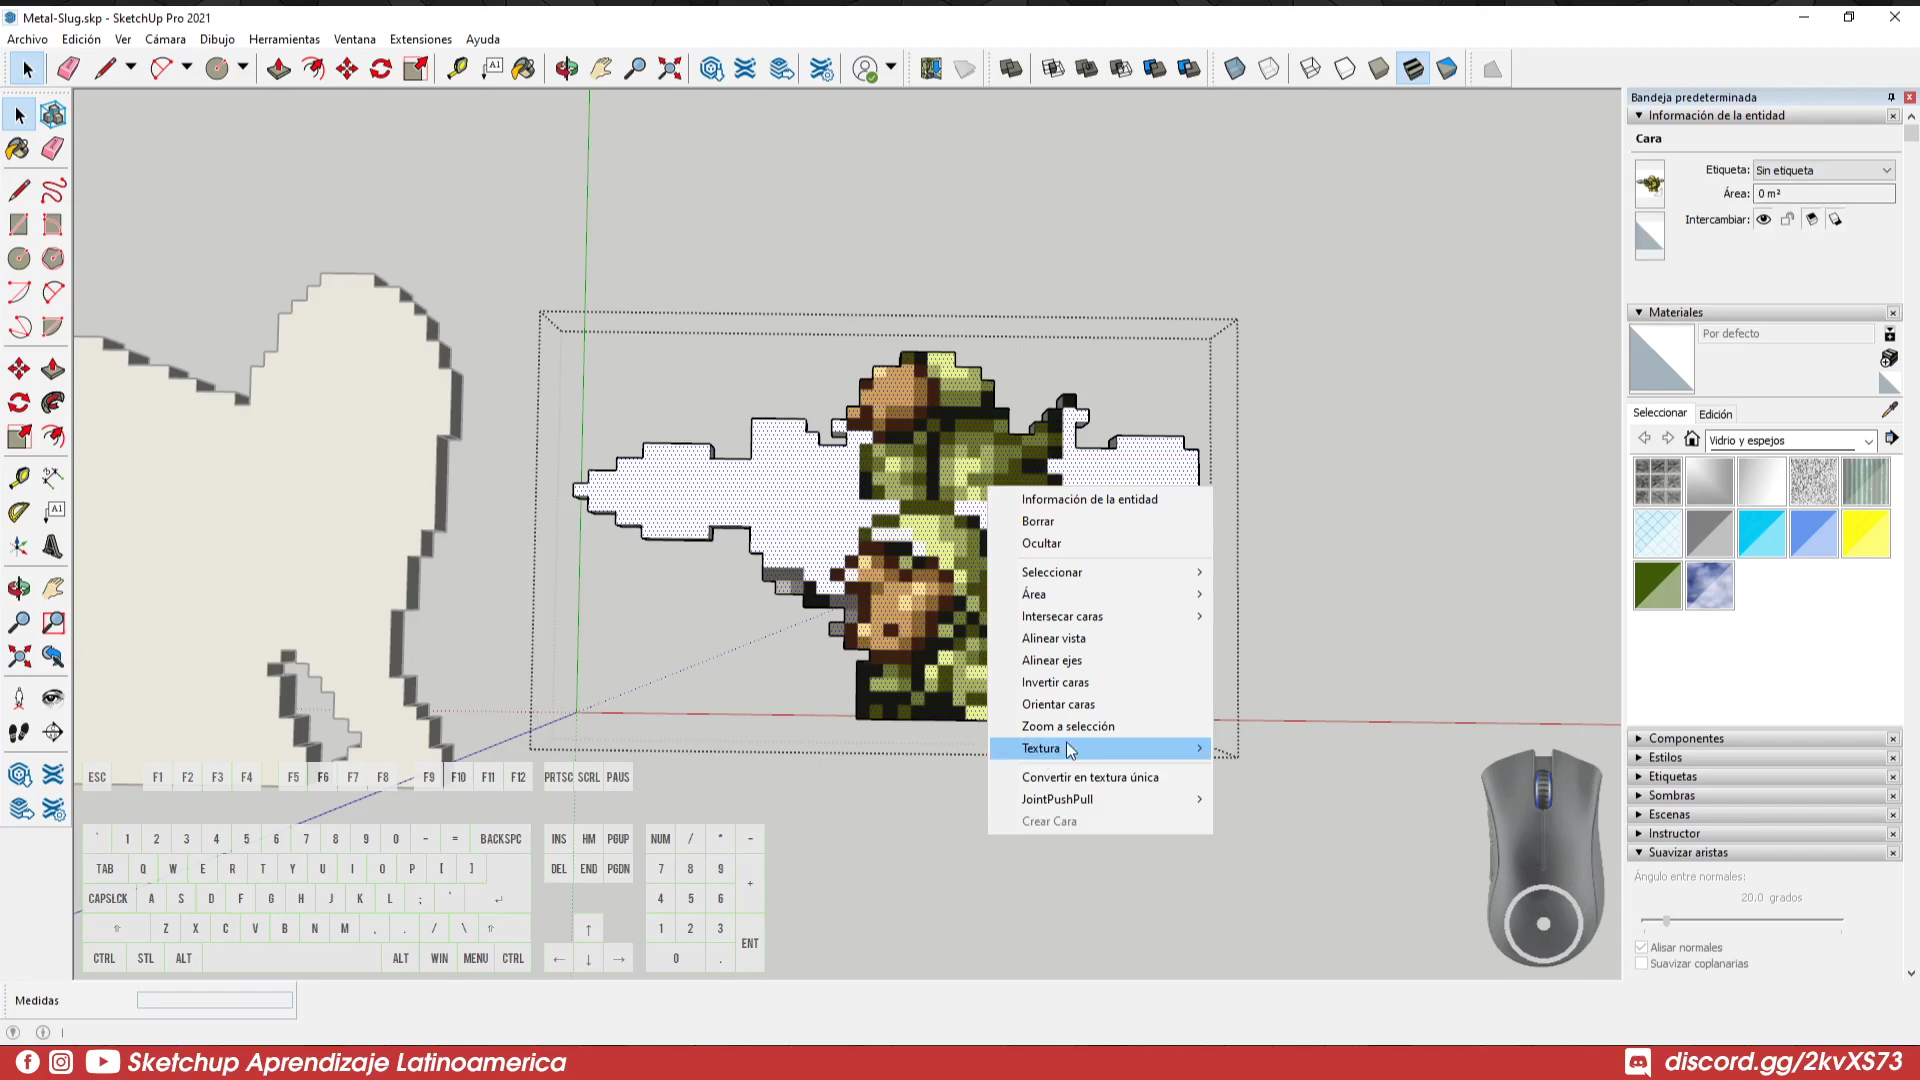 Metal-Slug.skp - SketchUp Pro 2021
Archivo Edición Ver Cámara Dibujo Herramientas Ventana Extensiones Ayuda
A1
Bandeja predeterminada
Información de la entidad
Cara
Etiqueta: Sin etiqueta
Área: 0 m²
Intercambiar:
Materiales
Por defecto
Seleccionar Edición
Vidrio y espejos
A1
Información de la entidad
Borrar
Ocultar
Seleccionar
Área
Intersecar caras
Alinear vista
Alinear ejes
Invertir caras
Orientar caras
Zoom a selección
Textura
Convertir en textura única
JointPushPull
Crear Cara
Componentes
Estilos
Etiquetas
Sombras
Escenas
Instructor
Suavizar aristas
Ángulo entre normales:
20.0 grados
Alisar normales
Suavizar coplanarias
ESC F1 F2 F3 F4 F5 F6 F7 F8 F9 F10 F11 F12 PRTSC SCRL PAUS
` 1 2 3 4 5 6 7 8 9 0 - = BACKSPC INS HM PGUP NUM / * -
TAB Q W E R T Y U I O P [ ] DEL END PGDN 7 8 9 +
CAPSLCK A S D F G H J K L ; ' ↵ 4 5 6
⇧ Z X C V B N M , . / \ ⇧ ↑ 1 2 3 ENT
CTRL STL ALT ALT WIN MENU CTRL ← ↓ → 0 .
Medidas
Sketchup Aprendizaje Latinoamerica
discord.gg/2kvXS73